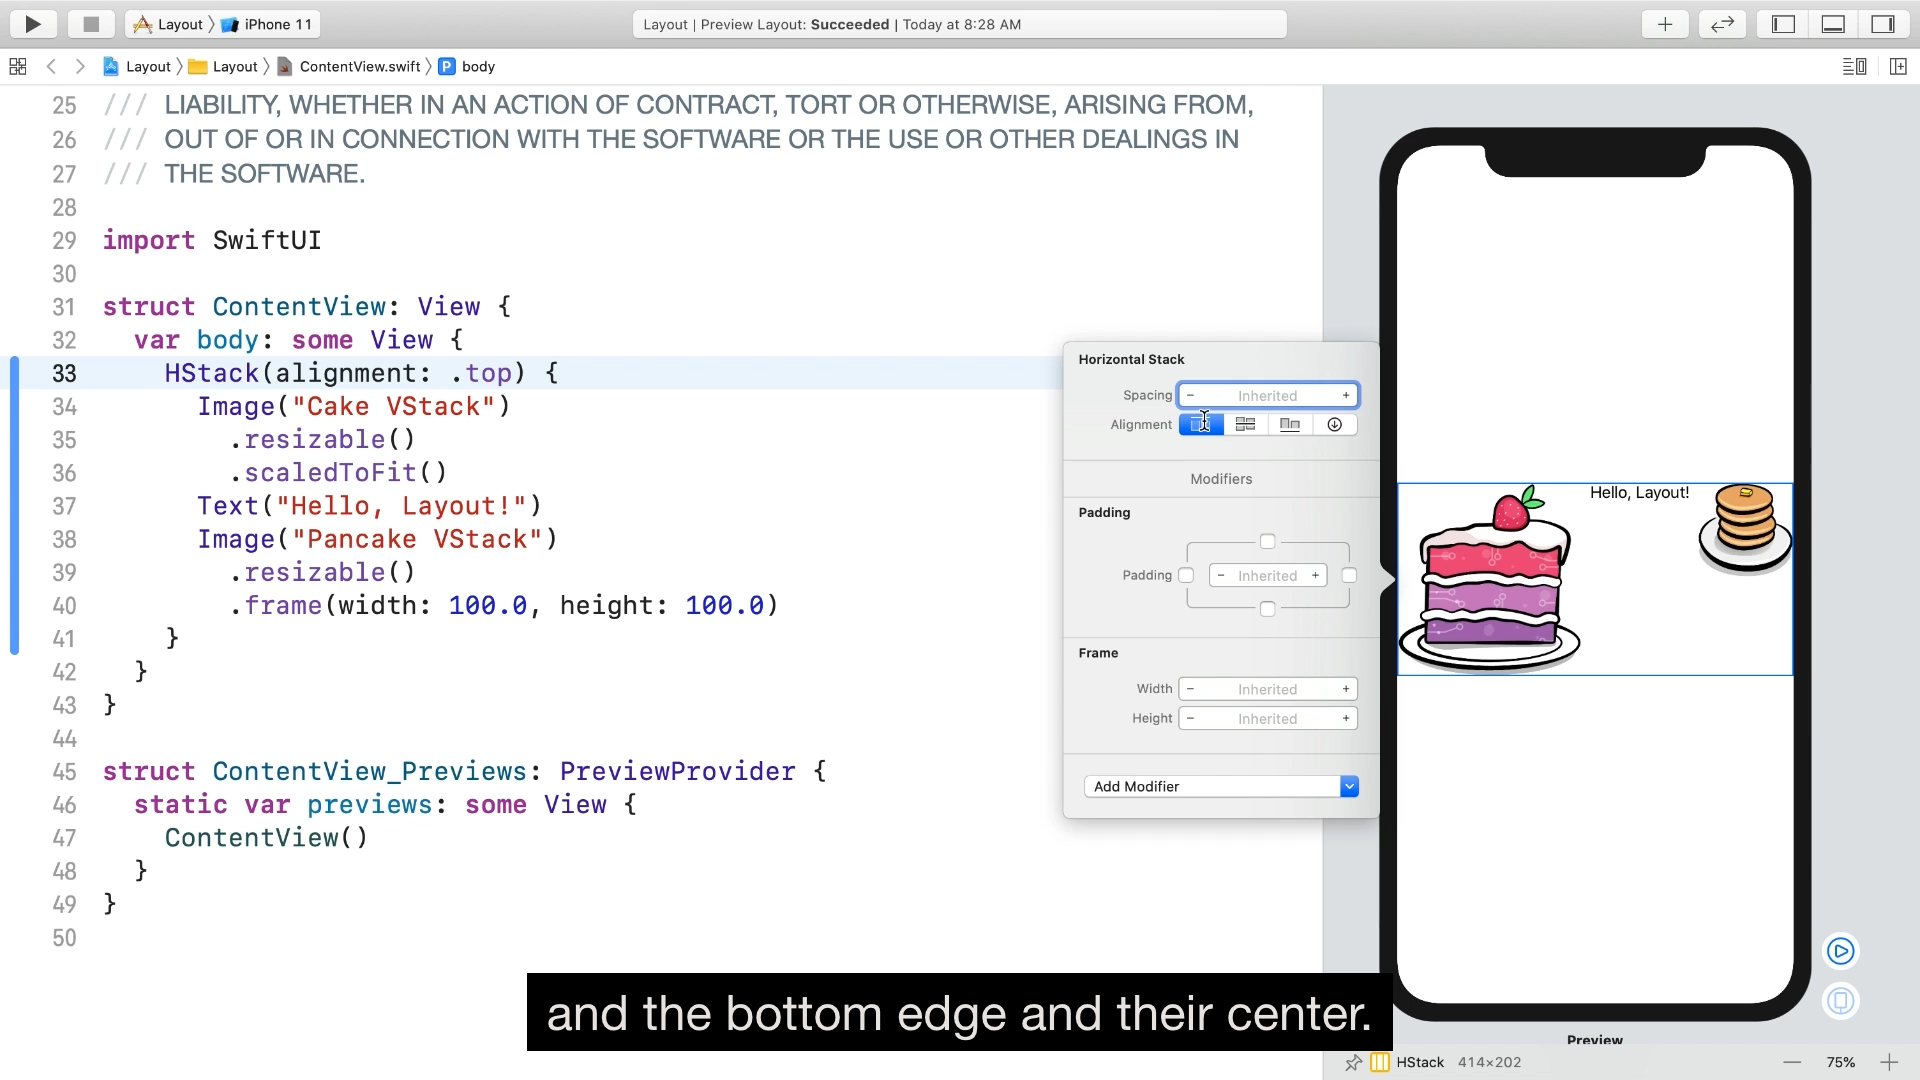 Layout iPhone 11
Layout | Preview Layout: Succeeded | Today at 8:28 AM
Layout Layout ContentView.swift P body
25 /// LIABILITY, WHETHER IN AN ACTION OF CONTRACT, TORT OR OTHERWISE, ARISING FROM,
26 /// OUT OF OR IN CONNECTION WITH THE SOFTWARE OR THE USE OR OTHER DEALINGS IN
27 /// THE SOFTWARE.
28
29 import SwiftUI
30
31 struct ContentView: View {
32 var body: some View {
33 HStack(alignment: .top) {
34 Image("Cake VStack")
35 .resizable()
36 .scaledToFit()
37 Text("Hello, Layout!")
38 Image("Pancake VStack")
39 .resizable()
40 .frame(width: 100.0, height: 100.0)
41 }
42 }
43 }
44
45 struct ContentView_Previews: PreviewProvider {
46 static var previews: some View {
47 ContentView()
48 }
49 }
50
Horizontal Stack
Spacing − Inherited +
Alignment
Modifiers
Padding
Padding − Inherited +
Frame
Width − Inherited +
Height − Inherited +
Add Modifier
Hello, Layout!
and the bottom edge and their center.
Preview
HStack 414×202
75%